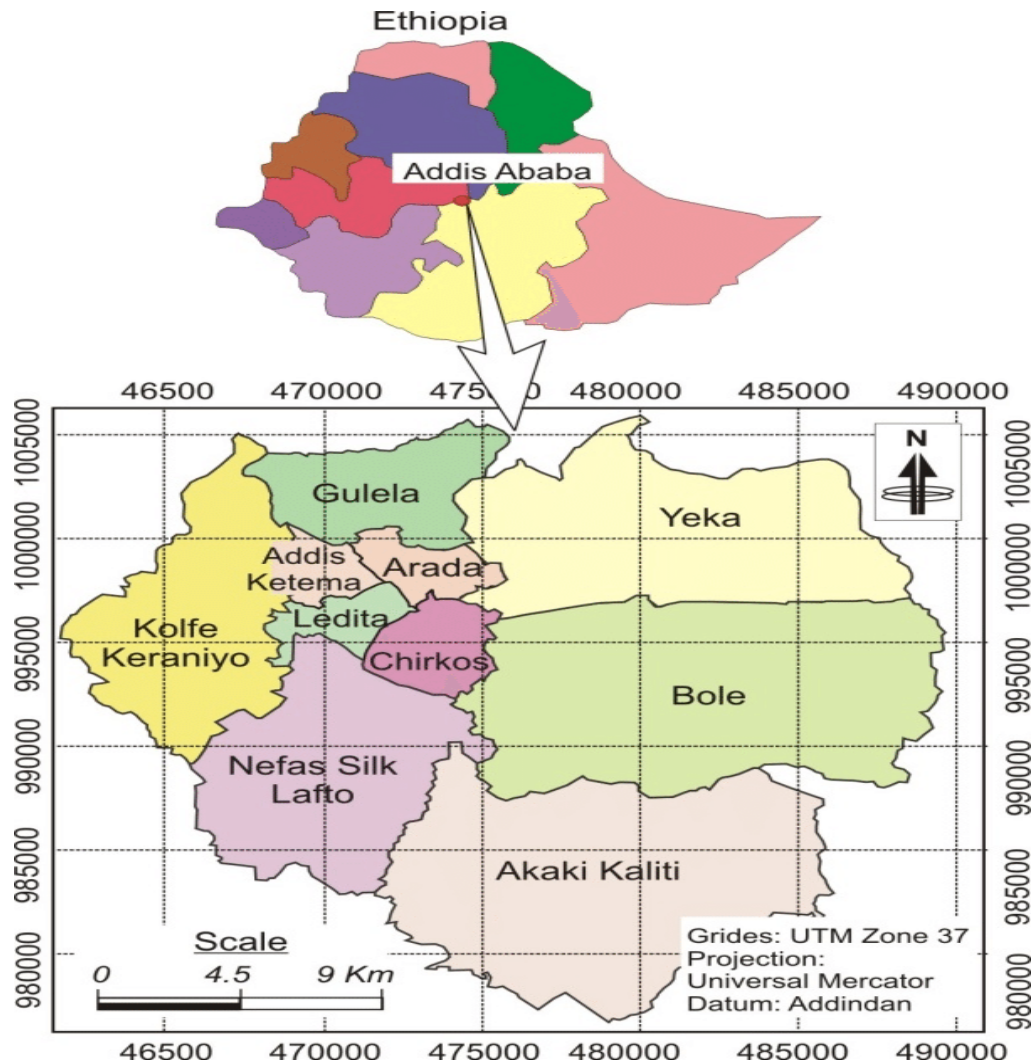 Ethiopia
Addis Ababa
46500 470000 475000 480000 485000 490000
1005000
1000000
995000
990000
985000
980000
N
Gulela
Yeka
Addis
Ketema
Arada
Ledita
Kolfe
Keraniyo
Chirkos
Bole
Nefas Silk
Lafto
Akaki Kaliti
1005000
1000000
995000
990000
985000
980000
Scale
0 4.5 9 Km
Grides: UTM Zone 37
Projection:
Universal Mercator
Datum: Addindan
46500 470000 475000 480000 485000 490000